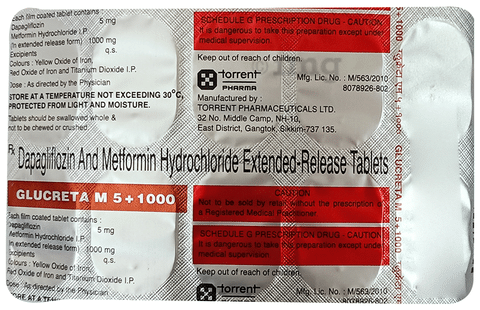 Each film coated tablet contains :
Dapagliflozin 5 mg
Metformin Hydrochloride I.P.
(In extended release form) 1000 mg
Excipients q.s.
Colours : Yellow Oxide of Iron,
Red Oxide of Iron and Titanium Dioxide I.P.
Dose : As directed by the Physician
STORE AT A TEMPERATURE NOT EXCEEDING 30°C,
PROTECTED FROM LIGHT AND MOISTURE.
Tablets should be swallowed whole &
not to be chewed or crushed.
SCHEDULE G PRESCRIPTION DRUG - CAUTION
It is dangerous to take this preparation except under
medical supervision.
Keep out of reach of children.
torrent
PHARMA
Mfg. Lic. No. : M/563/2010
8078926-802
Manufactured by :
TORRENT PHARMACEUTICALS LTD.
32 No. Middle Camp, NH-10,
East District, Gangtok, Sikkim-737 135.
Rx Dapagliflozin And Metformin Hydrochloride Extended-Release Tablets
GLUCRETA M 5 + 1000
CAUTION
Not to be sold by retail without the prescription of
a Registered Medical Practitioner.
Each film coated tablet contains :
Dapagliflozin 5 mg
Metformin Hydrochloride I.P.
(In extended release form) 1000 mg
Excipients q.s.
Colours : Yellow Oxide of Iron,
Red Oxide of Iron and Titanium Dioxide I.P.
Dose : As directed by the Physician
SCHEDULE G PRESCRIPTION DRUG - CAUTION
It is dangerous to take this preparation except under
medical supervision.
Keep out of reach of children.
torrent
PHARMA
Mfg. Lic. No. : M/563/2010
8078926-802
GLUCRETA M 5 + 1000